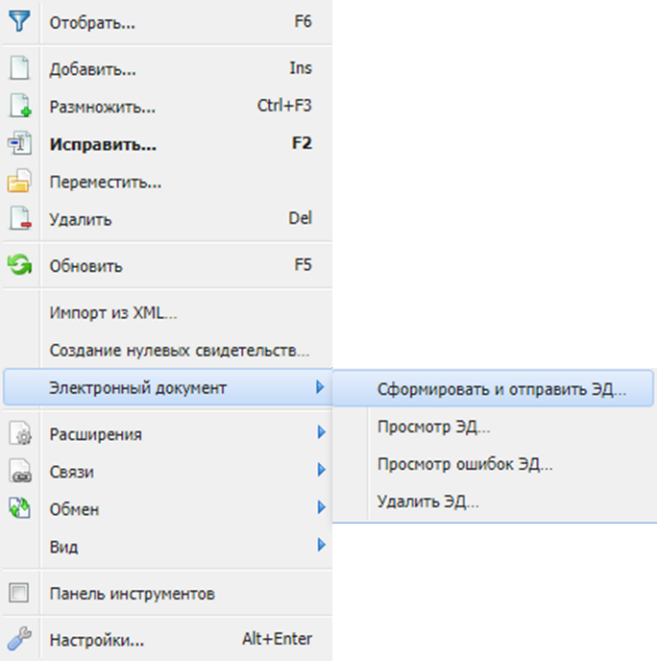 Отобрать... F6
Добавить... Ins
Размножить... Ctrl+F3
Исправить... F2
Переместить...
Удалить Del
Обновить F5
Импорт из XML...
Создание нулевых свидетельств...
Электронный документ
Сформировать и отправить ЭД...
Просмотр ЭД...
Просмотр ошибок ЭД...
Удалить ЭД...
Расширения
Связи
Обмен
Вид
Панель инструментов
Настройки... Alt+Enter